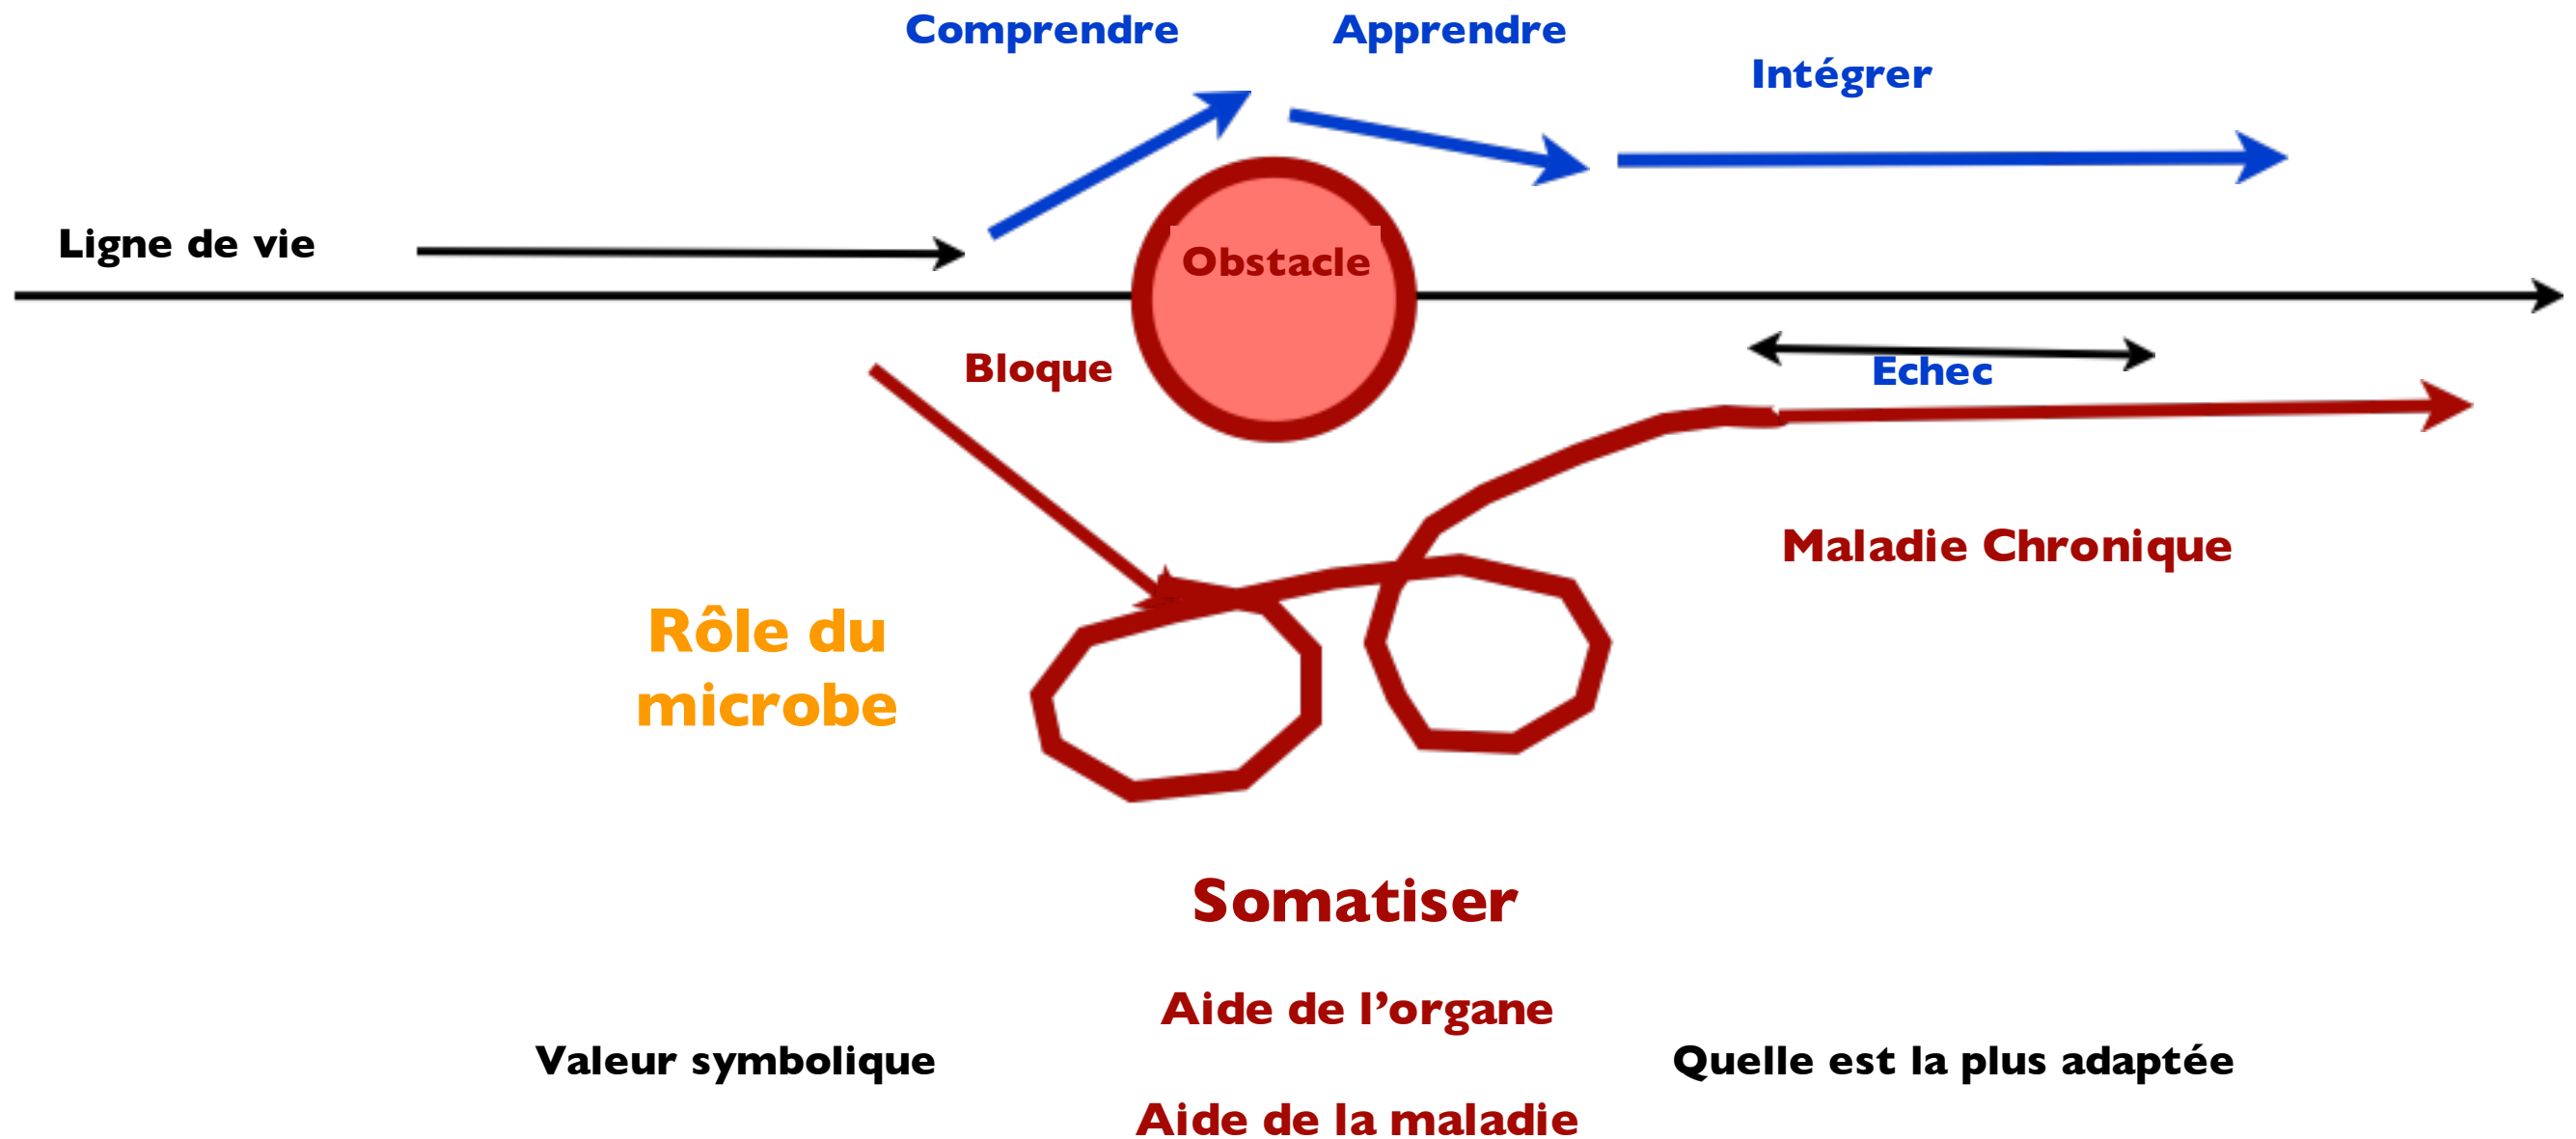 Comprendre
Apprendre
Intégrer
Ligne de vie
Obstacle
Bloque
Echec
Maladie Chronique
Rôle du
microbe
Somatiser
Aide de l’organe
Valeur symbolique
Quelle est la plus adaptée
Aide de la maladie